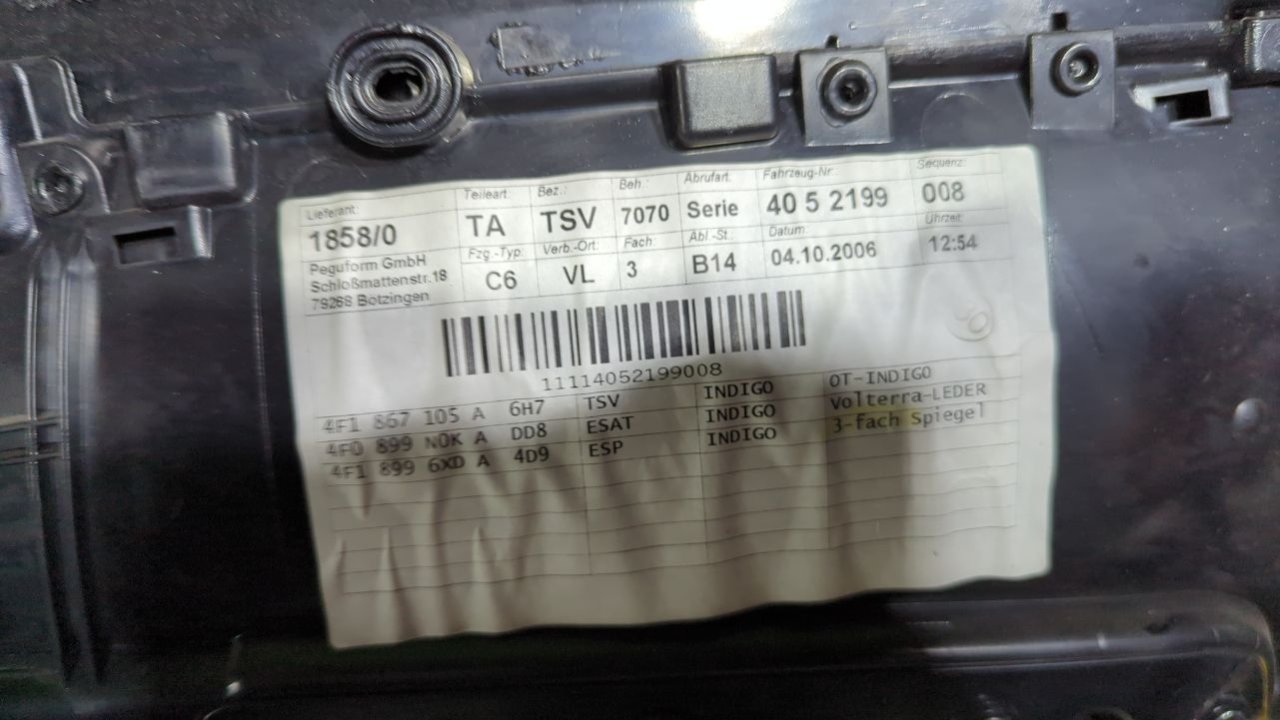 Lieferant: Teileart: Bez.: Beh.: Abrufart. Fahrzeug-Nr. Sequenz:
1858/0 TA TSV 7070 Serie 40 5 2199 008
Peguform GmbH Fzg.-Typ: Verb.-Ort: Fach: Abl.-St. Datum Uhrzeit:
Schloßmattenstr.18 C6 VL 3 B14 04.10.2006 12:54
79268 Bötzingen
11114052199008
4F1 867 105 A 6H7 TSV INDIGO OT-INDIGO
4F0 899 N0K A DD8 ESAT INDIGO Volterra-LEDER
4F1 899 6XD A 4D9 ESP INDIGO 3-fach Spiegel